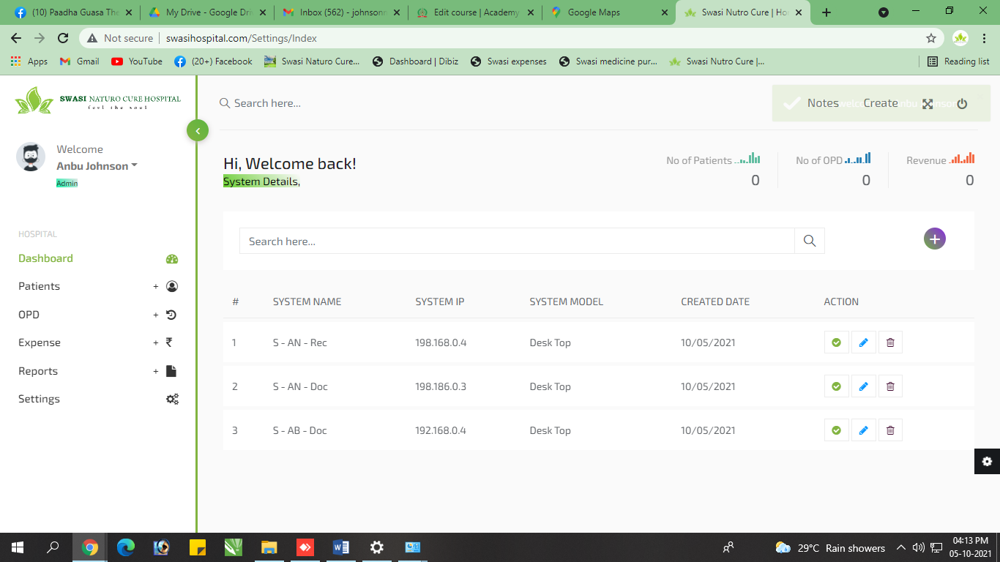 (10) Paadha Guasa The
My Drive - Google Dri
Inbox (562) - johnsonn
Edit course | Academy
Google Maps
Swasi Nutro Cure | Ho
Not secure
swasihospital.com/Settings/Index
Apps
Gmail
YouTube
(20+) Facebook
Swasi Naturo Cure...
Dashboard | Dibiz
Swasi expenses
Swasi medicine pur...
Swasi Nutro Cure |...
Reading list
SWASI NATURO CURE HOSPITAL
feel the soul
Search here...
Notes
Create
Welcome
Anbu Johnson
Admin
Hi, Welcome back!
System Details,
No of Patients
0
No of OPD
0
Revenue
0
HOSPITAL
Dashboard
Patients +
OPD +
Expense + ₹
Reports +
Settings
Search here...
# SYSTEM NAME SYSTEM IP SYSTEM MODEL CREATED DATE ACTION
1 S - AN - Rec 198.168.0.4 Desk Top 10/05/2021
2 S - AN - Doc 198.186.0.3 Desk Top 10/05/2021
3 S - AB - Doc 192.168.0.4 Desk Top 10/05/2021
29°C Rain showers
04:13 PM
05-10-2021